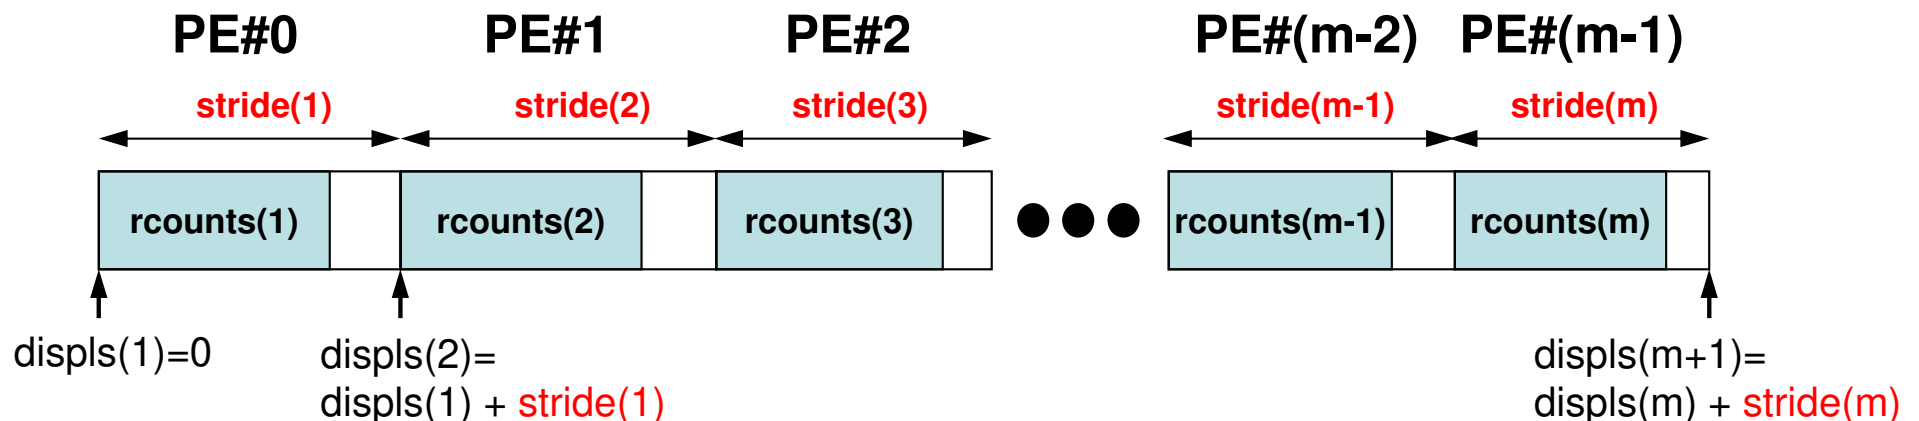 PE#0 PE#1 PE#2 PE#(m-2) PE#(m-1)
stride(1) stride(2) stride(3) stride(m-1) stride(m)
rcounts(1) rcounts(2) rcounts(3) rcounts(m-1) rcounts(m)
displs(1)=0 displs(2)= displs(m+1)=
displs(1) + stride(1) displs(m) + stride(m)